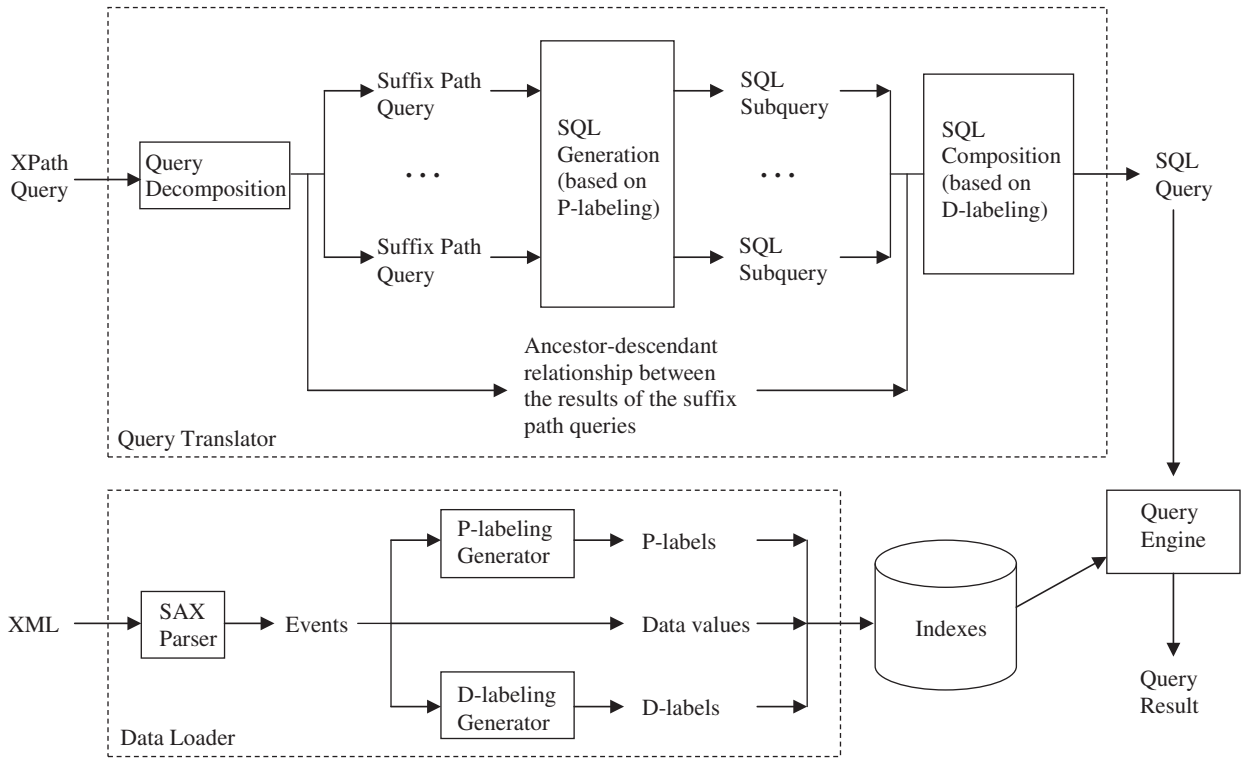 XPath
Query
Query
Decomposition
Suffix Path
Query
...
Suffix Path
Query
SQL
Generation
(based on
P-labeling)
SQL
Subquery
...
SQL
Subquery
SQL
Composition
(based on
D-labeling)
SQL
Query
Ancestor-descendant
relationship between
the results of the suffix
path queries
Query Translator
XML
SAX
Parser
Events
P-labeling
Generator
P-labels
Data values
D-labeling
Generator
D-labels
Data Loader
Indexes
Query
Engine
Query
Result